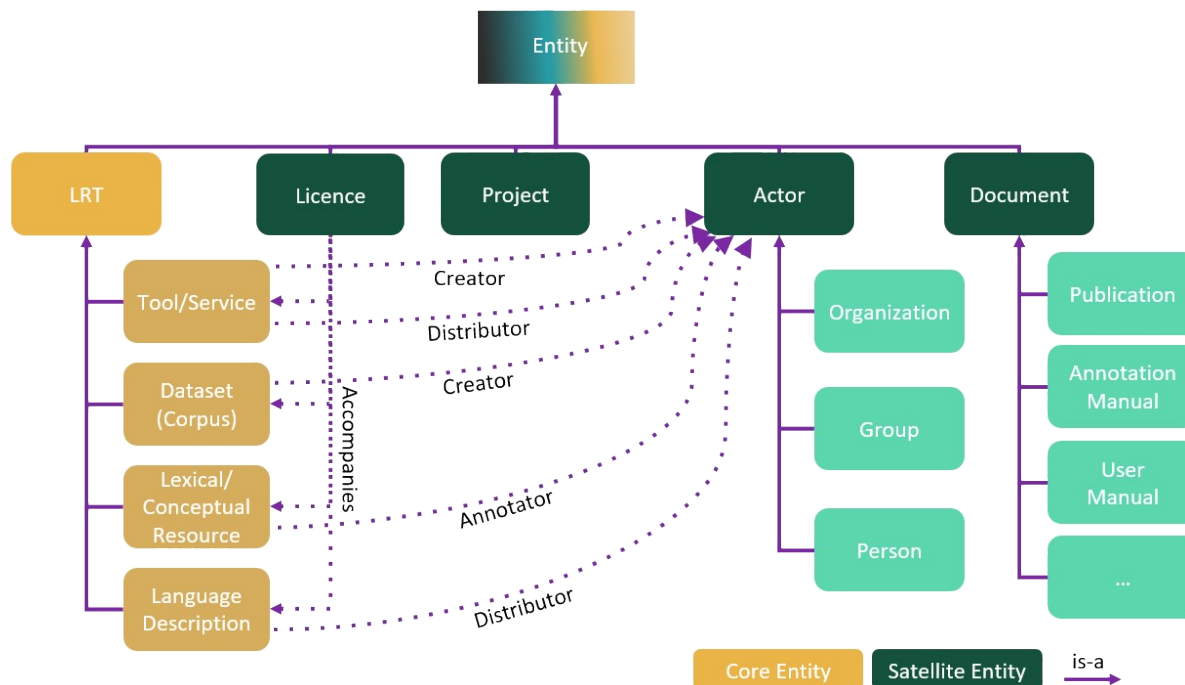 Entity
LRT
Licence
Project
Actor
Document
Tool/Service
Dataset
(Corpus)
Lexical/
Conceptual
Resource
Language
Description
Creator
Distributor
Creator
Accompanies
Annotator
Distributor
Organization
Group
Person
Publication
Annotation
Manual
User
Manual
...
Core Entity
Satellite Entity
is-a